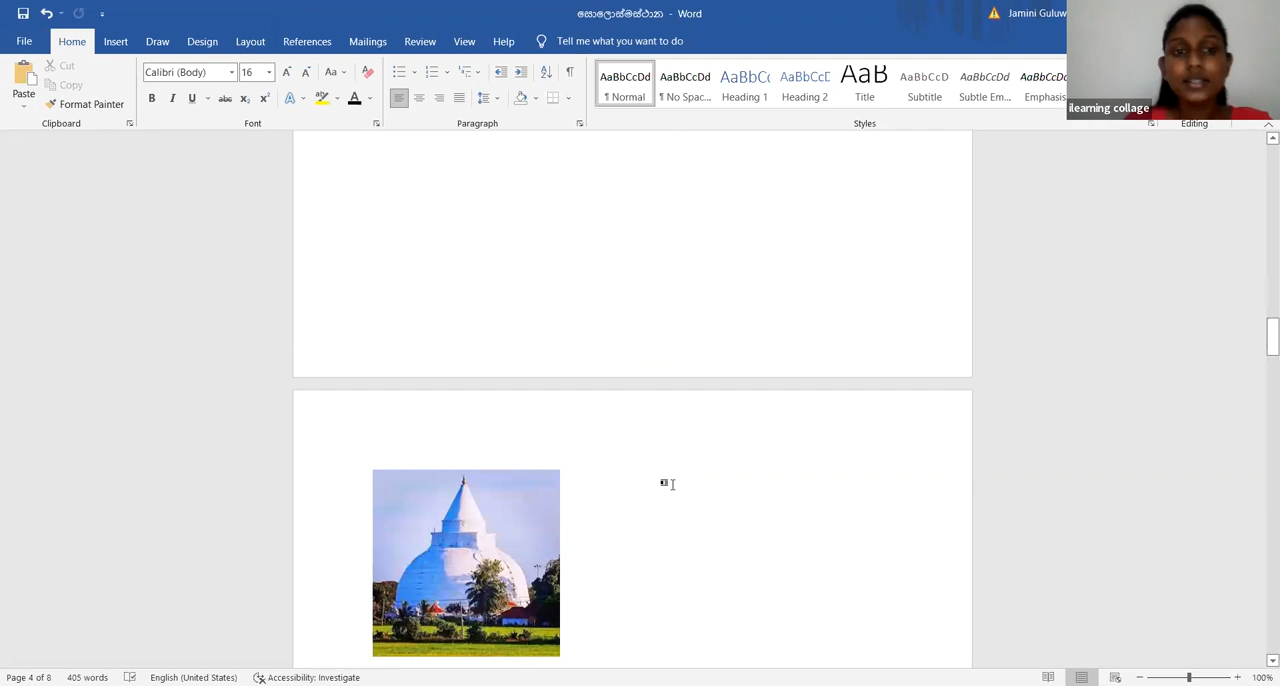 සොලොස්මස්ථාන - Word
Jamini Guluw
File Home Insert Draw Design Layout References Mailings Review View Help Tell me what you want to do
Paste
Cut
Copy
Format Painter
Clipboard
Calibri (Body) 16
Font
Paragraph
AaBbCcDd
¶ Normal
AaBbCcDd
¶ No Spac...
AaBbCc
Heading 1
AaBbCcD
Heading 2
AaB
Title
AaBbCcD
Subtitle
AaBbCcDd
Subtle Em...
AaBbCcDd
Emphasis
Styles
Editing
ilearning collage
Page 4 of 8 405 words English (United States) Accessibility: Investigate 100%